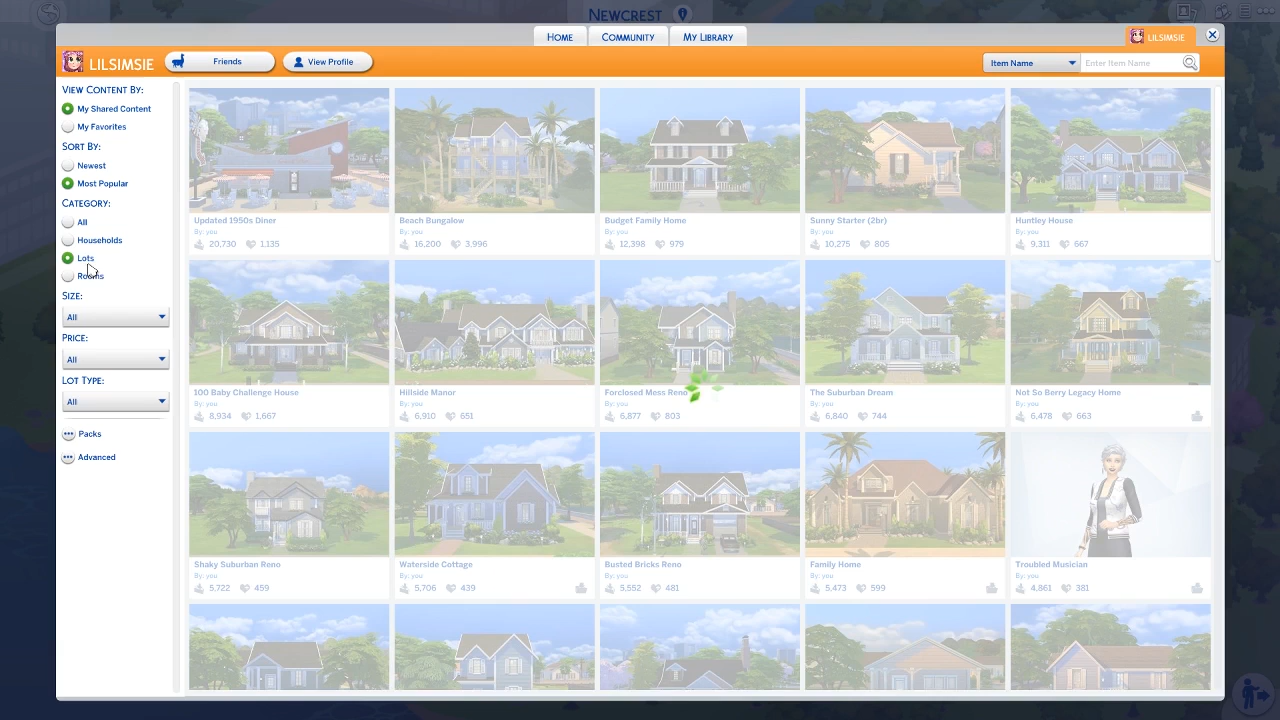 NEWCREST
HOME
COMMUNITY
MY LIBRARY
LILSIMSIE
LILSIMSIE
Friends
View Profile
Item Name
Enter Item Name
VIEW CONTENT BY:
My Shared Content
My Favorites
SORT BY:
Newest
Most Popular
CATEGORY:
All
Households
Lots
Rooms
SIZE:
All
PRICE:
All
LOT TYPE:
All
Packs
Advanced
Updated 1950s Diner
By: you
20,730 1,135
Beach Bungalow
By: you
16,200 3,996
Budget Family Home
By: you
12,398 979
Sunny Starter (2br)
By: you
10,275 805
Huntley House
By: you
9,311 667
100 Baby Challenge House
By: you
8,934 1,667
Hillside Manor
By: you
6,910 651
Forclosed Mess Reno
By: you
6,877 803
The Suburban Dream
By: you
6,840 744
Not So Berry Legacy Home
By: you
6,478 663
Shaky Suburban Reno
By: you
5,722 459
Waterside Cottage
By: you
5,706 439
Busted Bricks Reno
By: you
5,552 481
Family Home
By: you
5,473 599
Troubled Musician
By: you
4,861 381